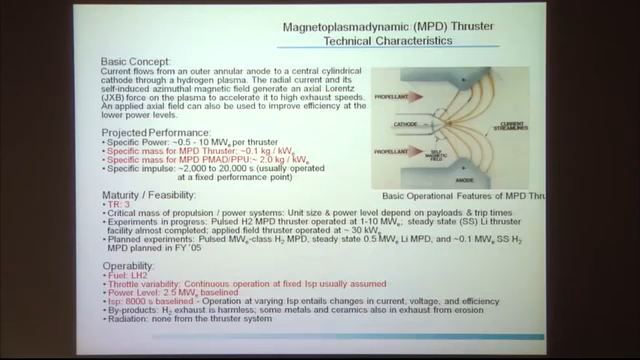 Magnetoplasmadynamic (MPD) Thruster
Technical Characteristics
Basic Concept:
Current flows from an outer annular anode to a central cylindrical
cathode through a hydrogen plasma. The radial current and its
self-induced azimuthal magnetic field generate an axial Lorentz
(JXB) force on the plasma to accelerate it to high exhaust speeds.
An applied axial field can also be used to improve efficiency at the
lower power levels.
Projected Performance:
• Specific Power: ~0.5 - 10 MWe per thruster
• Specific mass for MPD Thruster: ~0.1 kg / kWe
• Specific mass for MPD PMAD/PPU:~ 2.0 kg / kWe
• Specific impulse: ~2,000 to 20,000 s (usually operated
at a fixed performance point)
PROPELLANT
CATHODE
CURRENT
STREAMLINES
PROPELLANT
SELF
MAGNETIC
FIELD
ANODE
Basic Operational Features of MPD Thru
Maturity / Feasibility:
• TR: 3
• Critical mass of propulsion / power systems: Unit size & power level depend on payloads & trip times
• Experiments in progress: Pulsed H2 MPD thruster operated at 1-10 MWe; steady state (SS) Li thruster
facility almost completed; applied field thruster operated at ~ 30 kWe
• Planned experiments: Pulsed MWe-class H2 MPD, steady state 0.5 MWe Li MPD, and ~0.1 MWe SS H2
MPD planned in FY '05
Operability:
• Fuel: LH2
• Throttle variability: Continuous operation at fixed Isp usually assumed
• Power Level: 2.5 MWe baselined
• Isp: 8000 s baselined - Operation at varying Isp entails changes in current, voltage, and efficiency
• By-products: H2 exhaust is harmless; some metals and ceramics also in exhaust from erosion
• Radiation: none from the thruster system